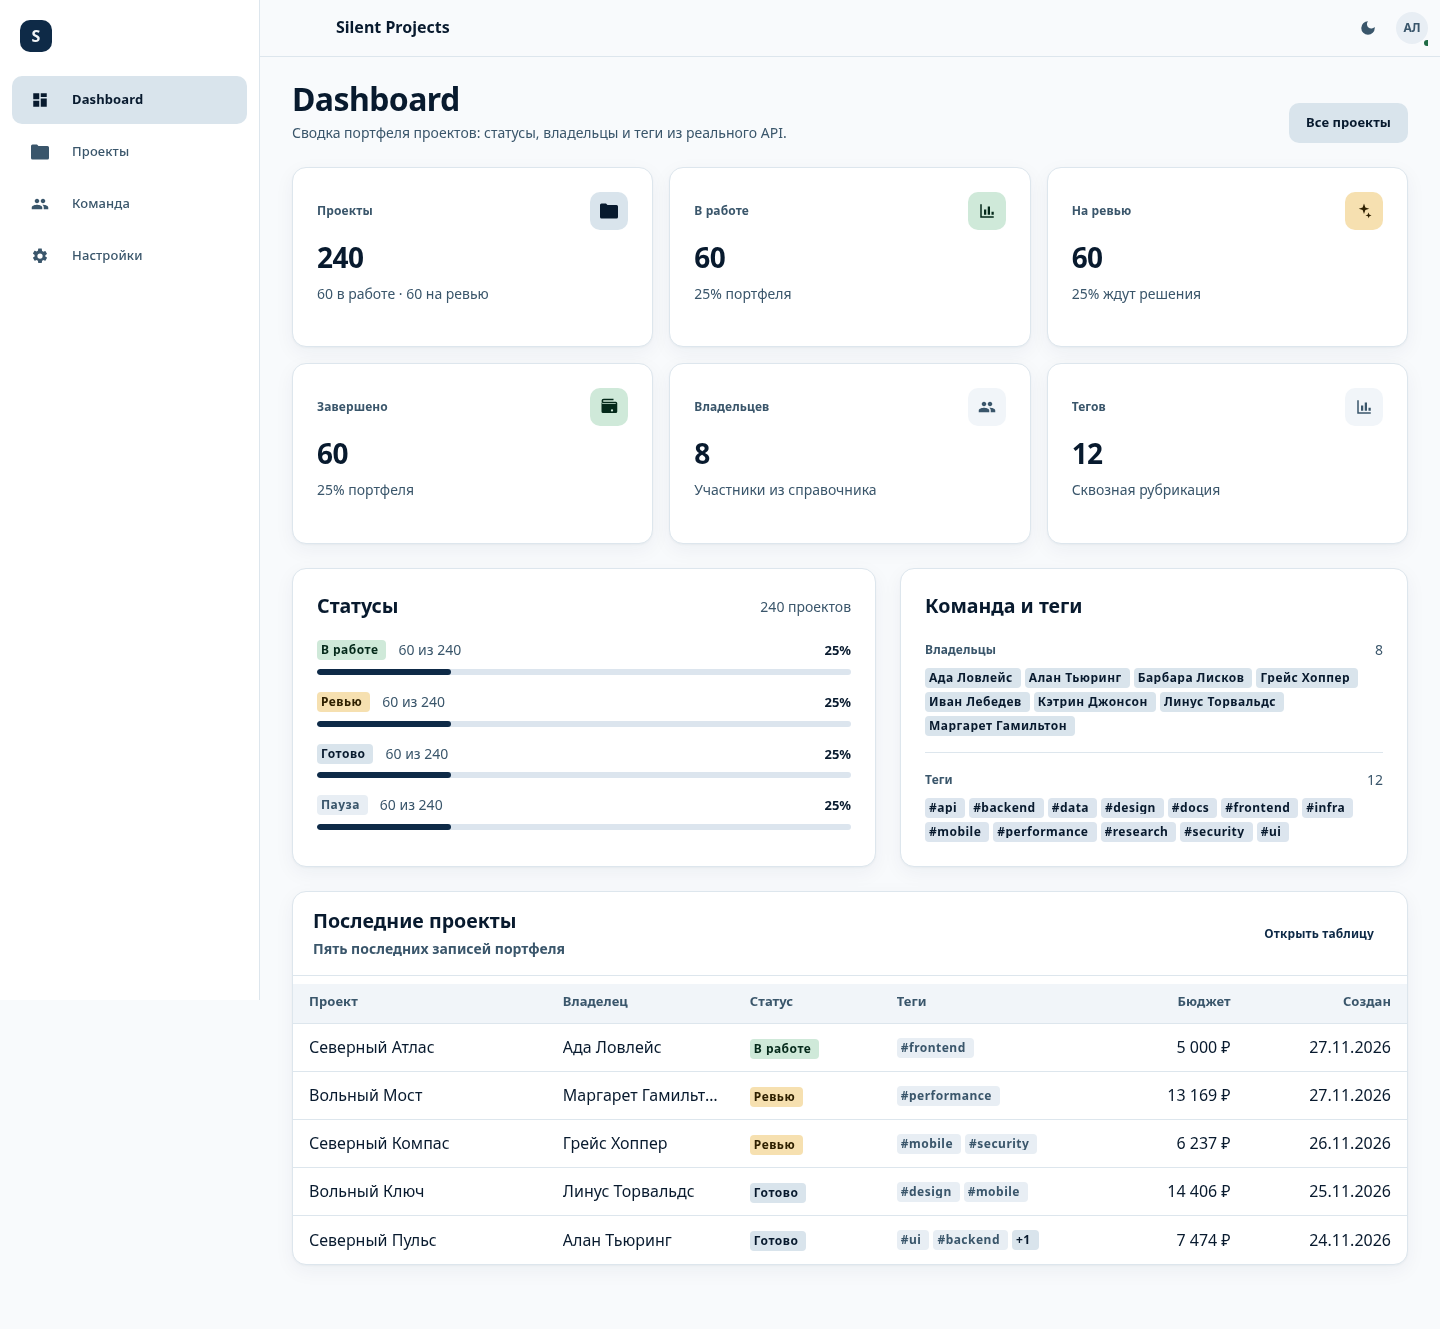 S
Silent Projects
АЛ
Dashboard
Проекты
Команда
Настройки
Dashboard
Сводка портфеля проектов: статусы, владельцы и теги из реального API.
Все проекты
Проекты
240
60 в работе · 60 на ревью
В работе
60
25% портфеля
На ревью
60
25% ждут решения
Завершено
60
25% портфеля
Владельцев
8
Участники из справочника
Тегов
12
Сквозная рубрикация
Статусы
240 проектов
В работе 60 из 240 25%
Ревью 60 из 240 25%
Готово 60 из 240 25%
Пауза 60 из 240 25%
Команда и теги
Владельцы 8
Ада Ловлейс Алан Тьюринг Барбара Лисков Грейс Хоппер
Иван Лебедев Кэтрин Джонсон Линус Торвальдс
Маргарет Гамильтон
Теги 12
#api #backend #data #design #docs #frontend #infra
#mobile #performance #research #security #ui
Последние проекты
Пять последних записей портфеля
Открыть таблицу
Проект Владелец Статус Теги Бюджет Создан
Северный Атлас Ада Ловлейс В работе #frontend 5 000 ₽ 27.11.2026
Вольный Мост Маргарет Гамильт... Ревью #performance 13 169 ₽ 27.11.2026
Северный Компас Грейс Хоппер Ревью #mobile #security 6 237 ₽ 26.11.2026
Вольный Ключ Линус Торвальдс Готово #design #mobile 14 406 ₽ 25.11.2026
Северный Пульс Алан Тьюринг Готово #ui #backend +1 7 474 ₽ 24.11.2026